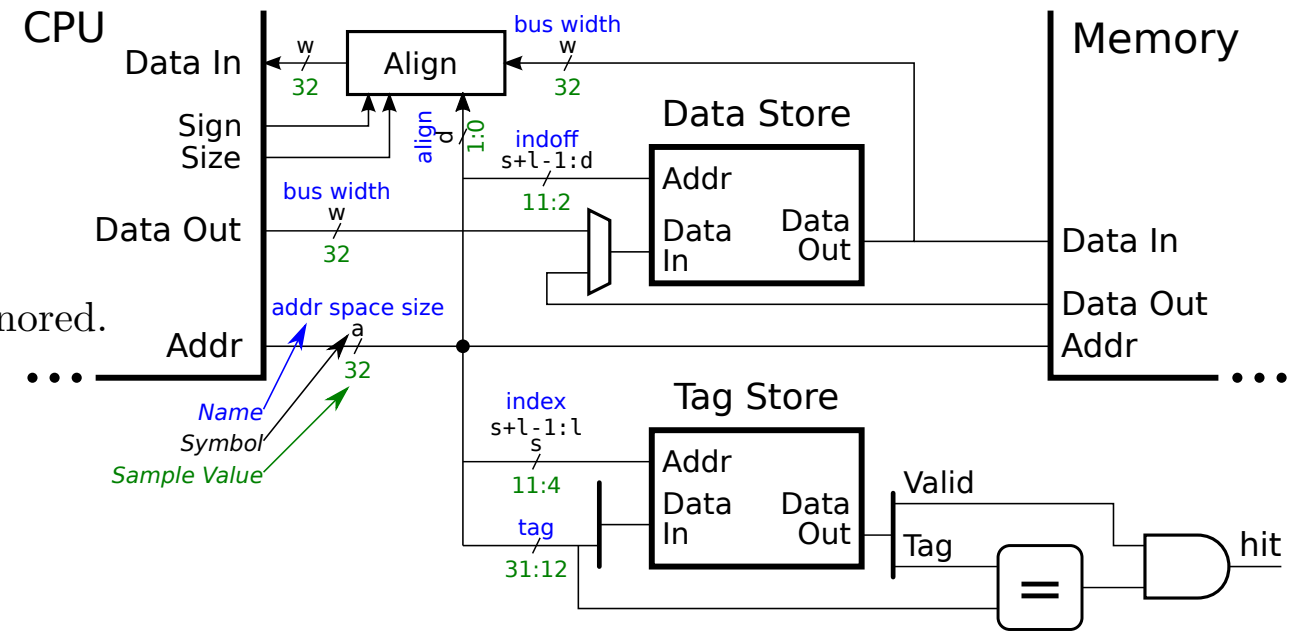 CPU
Data In
w
32
Align
bus width
w
32
Memory
Sign
Size
align
d
1:0
Data Store
indoff
s+l-1:d
11:2
Addr
Data
In
Data
Out
bus width
w
32
Data Out
Data In
Data Out
nored.
addr space size
a
32
Addr
Addr
Name
Symbol
Sample Value
Tag Store
index
s+l-1:l
s
11:4
Addr
Data
In
Data
Out
tag
31:12
Valid
Tag
=
hit